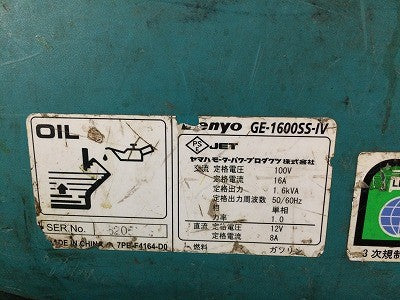 OIL
SER.No.
MADE IN CHINA
7PB-F4164-D0
Denyo GE-1600SS-IV
PS E JET
ヤマハモーターパワープロダクツ株式会社
交流 定格電圧 100V
定格電流 16A
定格出力 1.6kVA
定格出力周波数 50/60Hz
相数 単相
力率 1.0
直流 定格電圧 12V
定格電流 8A
燃料 ガソリン
3次規制